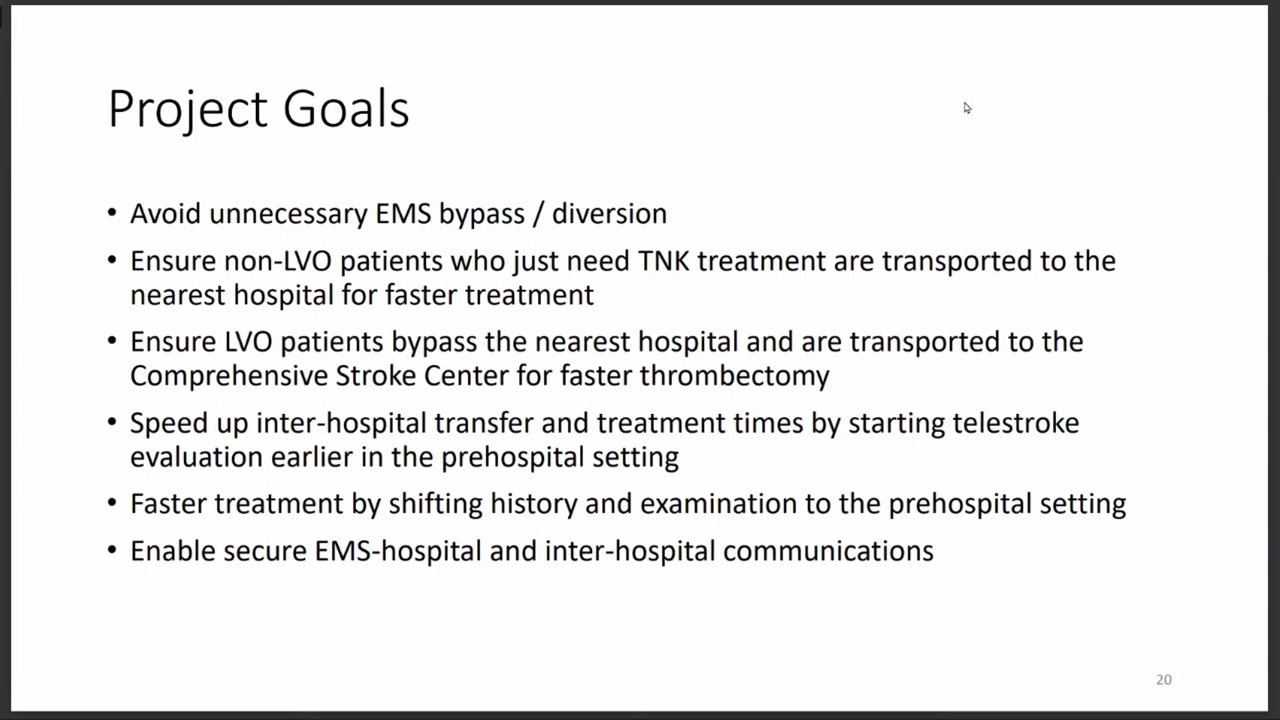 Project Goals
• Avoid unnecessary EMS bypass / diversion
• Ensure non-LVO patients who just need TNK treatment are transported to the
nearest hospital for faster treatment
• Ensure LVO patients bypass the nearest hospital and are transported to the
Comprehensive Stroke Center for faster thrombectomy
• Speed up inter-hospital transfer and treatment times by starting telestroke
evaluation earlier in the prehospital setting
• Faster treatment by shifting history and examination to the prehospital setting
• Enable secure EMS-hospital and inter-hospital communications
20